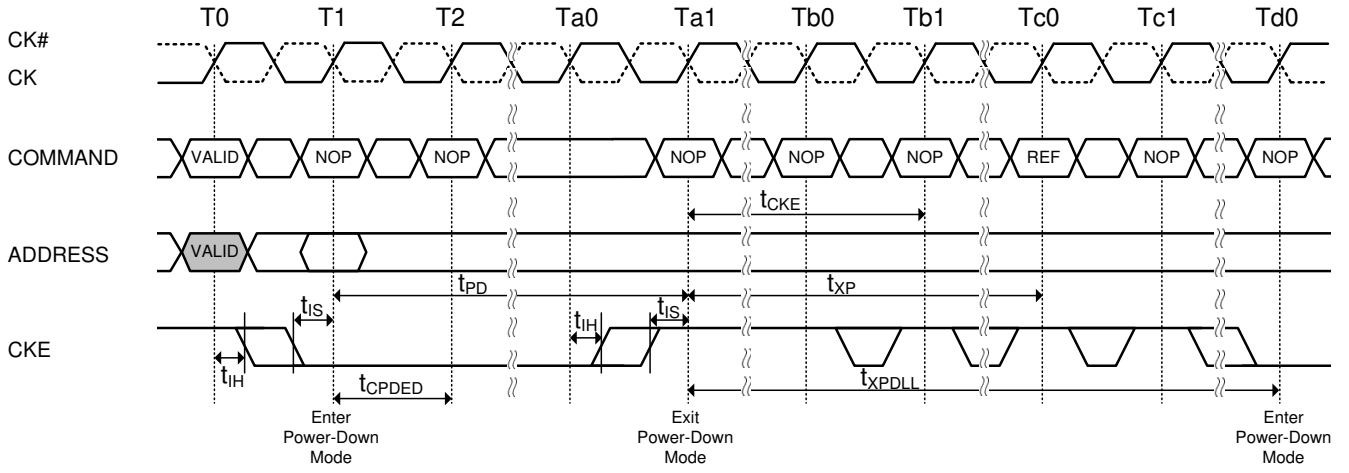 T0 T1 T2 Ta0 Ta1 Tb0 Tb1 Tc0 Tc1 Td0
CK#
CK
COMMAND VALID NOP NOP NOP NOP NOP REF NOP NOP
tCKE
ADDRESS VALID
tPD tXP
tIS tIH tIS
CKE
tIH tCPDED tXPDLL
Enter
Power-Down
Mode
Exit
Power-Down
Mode
Enter
Power-Down
Mode